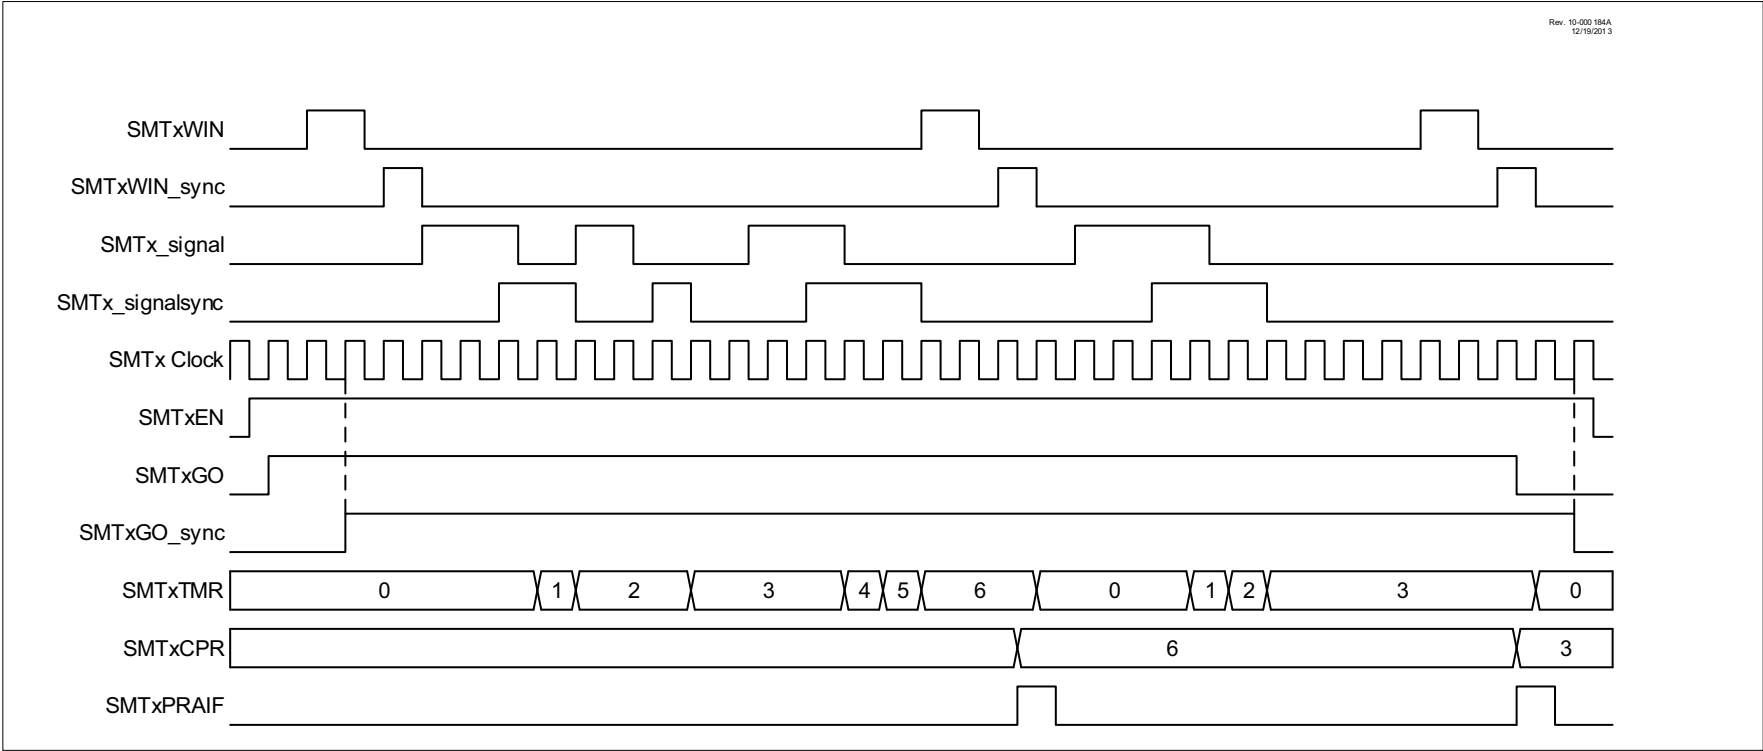 Rev. 10-000 184A
12/19/201 3
SMTxWIN
SMTxWIN_sync
SMTx_signal
SMTx_signalsync
SMTx Clock
SMTxEN
SMTxGO
SMTxGO_sync
SMTxTMR 0 1 2 3 4 5 6 0 1 2 3 0
SMTxCPR 6 3
SMTxPRAIF